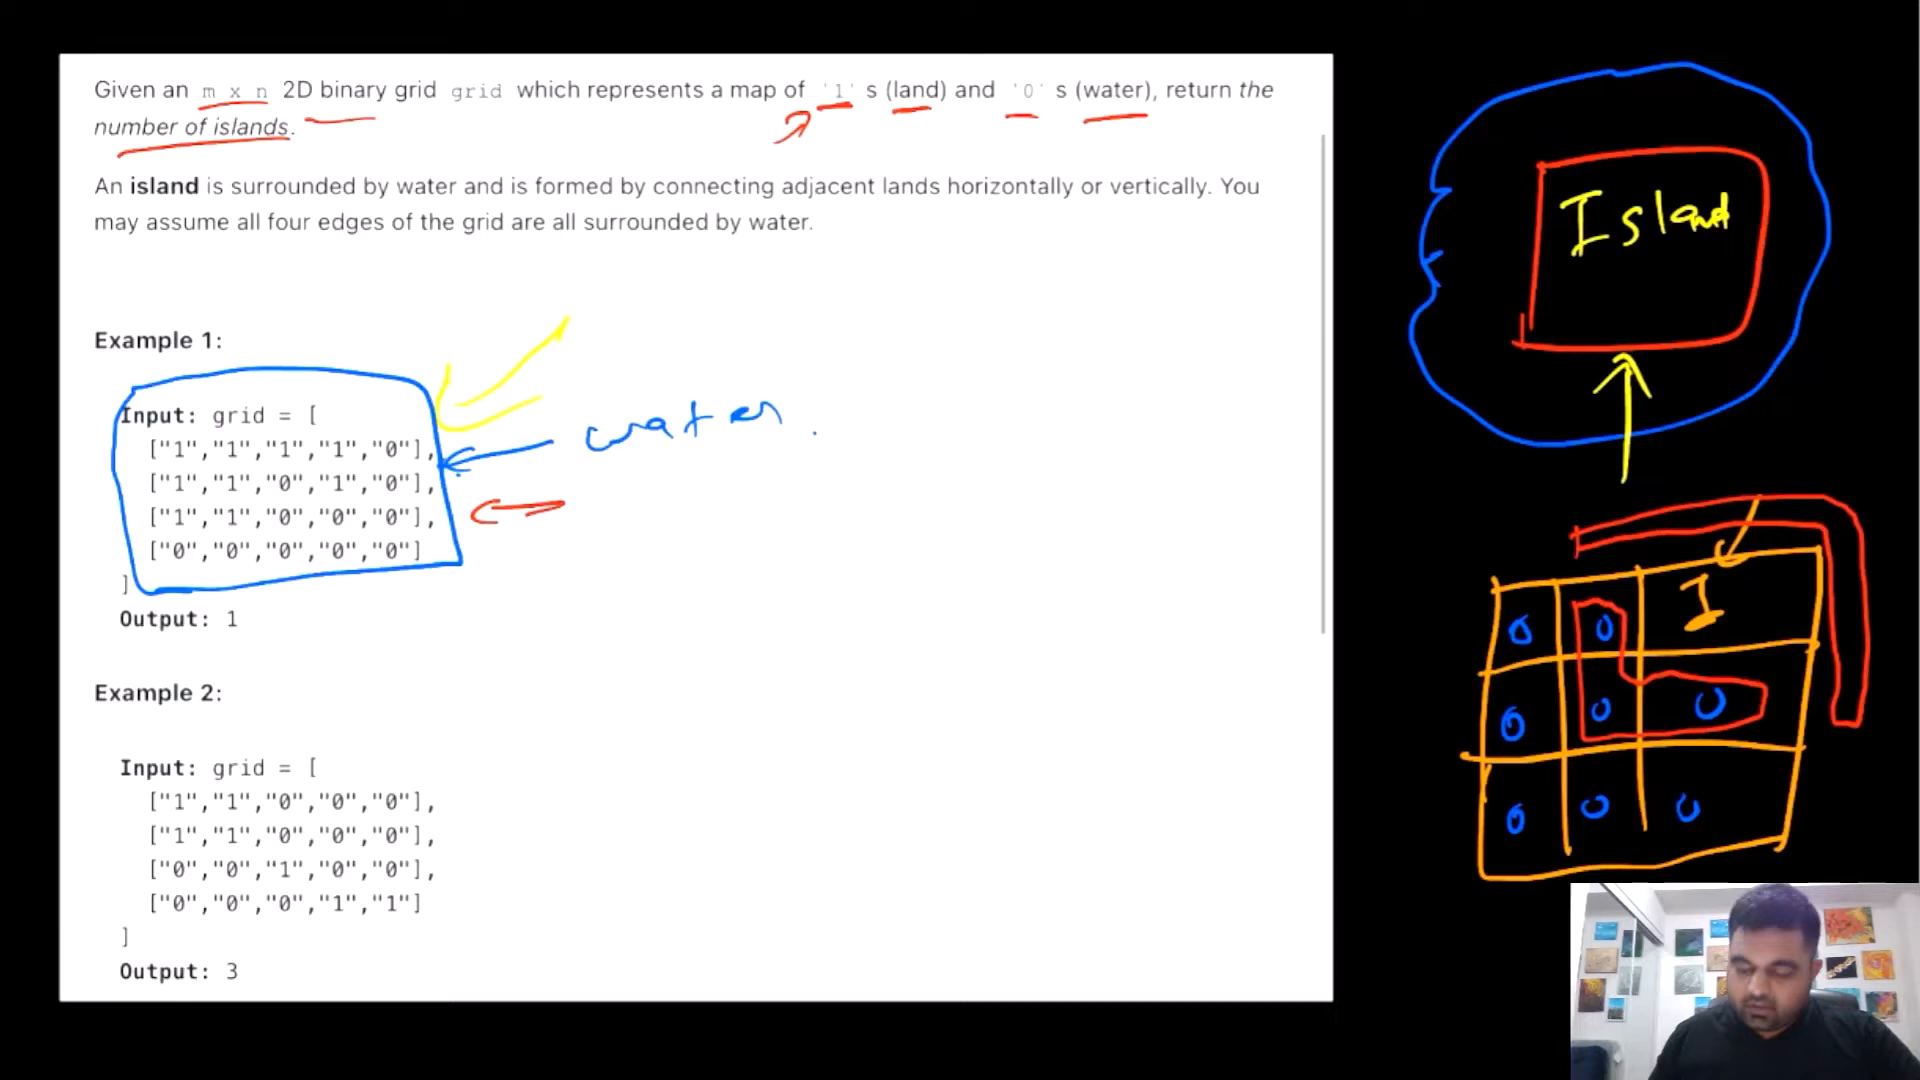 Given an m x n 2D binary grid grid which represents a map of '1' s (land) and '0' s (water), return the
number of islands.
An island is surrounded by water and is formed by connecting adjacent lands horizontally or vertically. You
may assume all four edges of the grid are all surrounded by water.
Example 1:
Input: grid = [
["1","1","1","1","0"],
["1","1","0","1","0"],
["1","1","0","0","0"],
["0","0","0","0","0"]
]
Output: 1
water.
Example 2:
Input: grid = [
["1","1","0","0","0"],
["1","1","0","0","0"],
["0","0","1","0","0"],
["0","0","0","1","1"]
]
Output: 3
Island
0 0 I
0 0 0
0 0 0